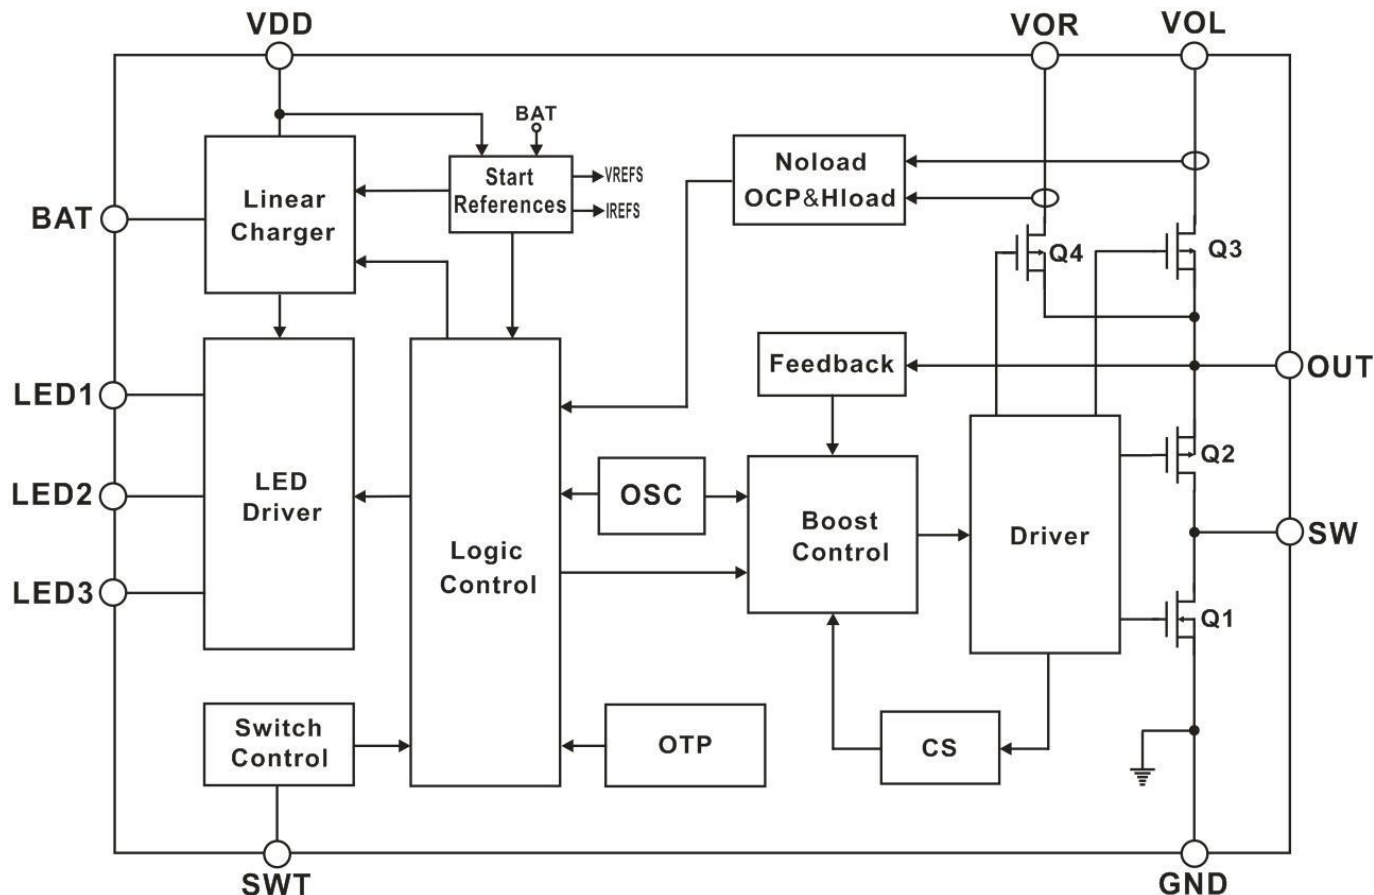 VDD
VOR
VOL
BAT
Noload
OCP&Hload
Start
References
VREFS
IREFS
Linear
Charger
BAT
Q4
Q3
Feedback
OUT
LED1
LED Driver
Q2
OSC
LED2
Boost
Control
Driver
SW
Logic
Control
LED3
Q1
Switch
Control
OTP
CS
SWT
GND